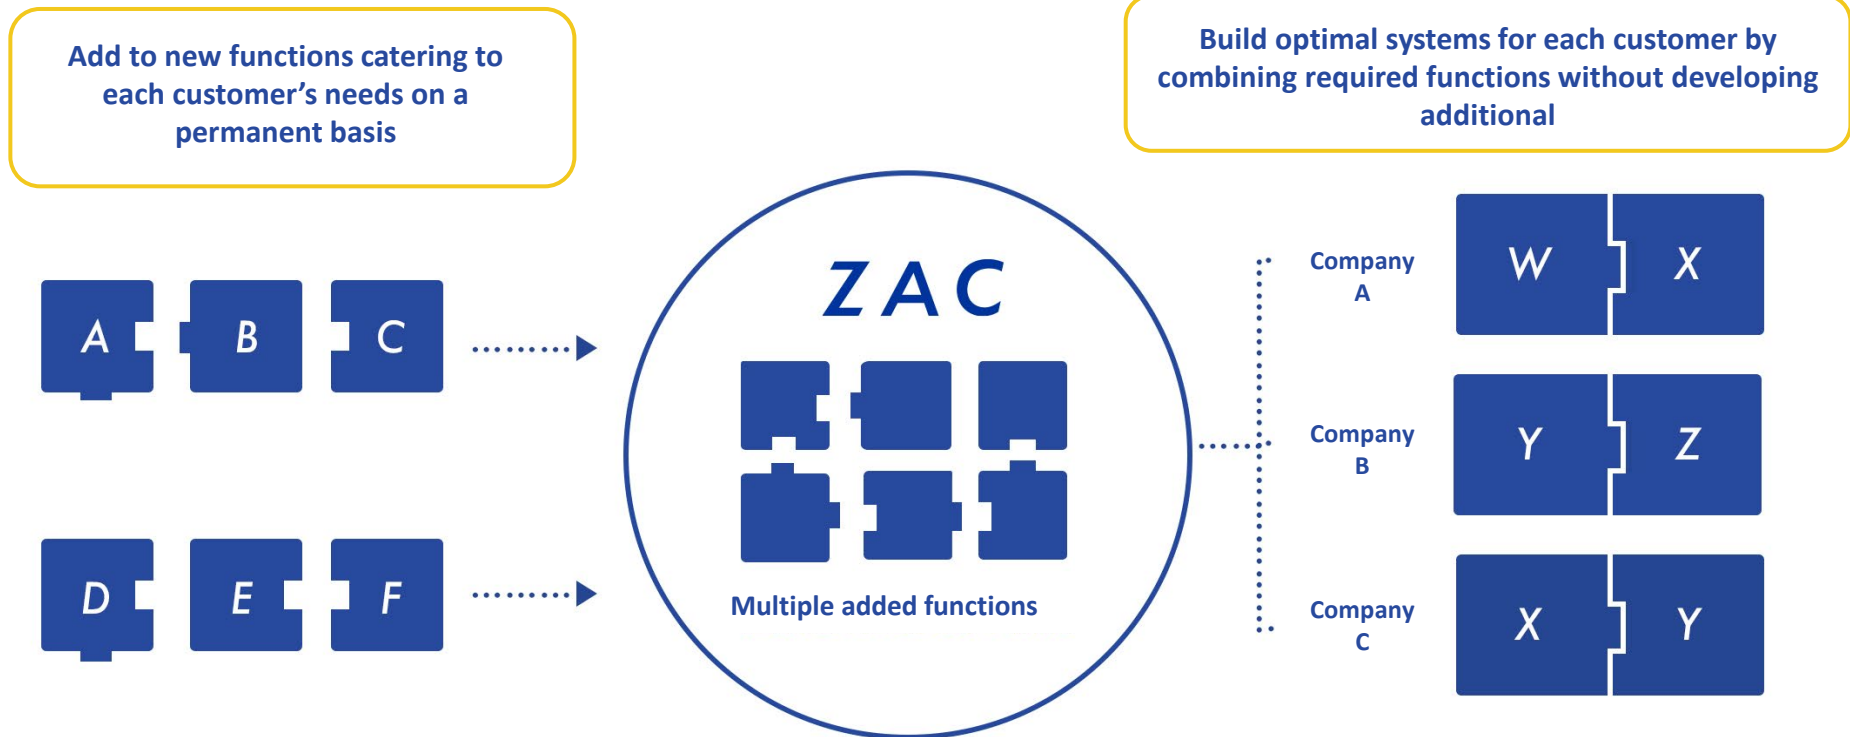 Add to new functions catering to
each customer's needs on a
permanent basis
Build optimal systems for each customer by
combining required functions without developing
additional
A B C
D E F
ZAC
Multiple added functions
Company
A
W X
Company
B
Y Z
Company
C
X Y